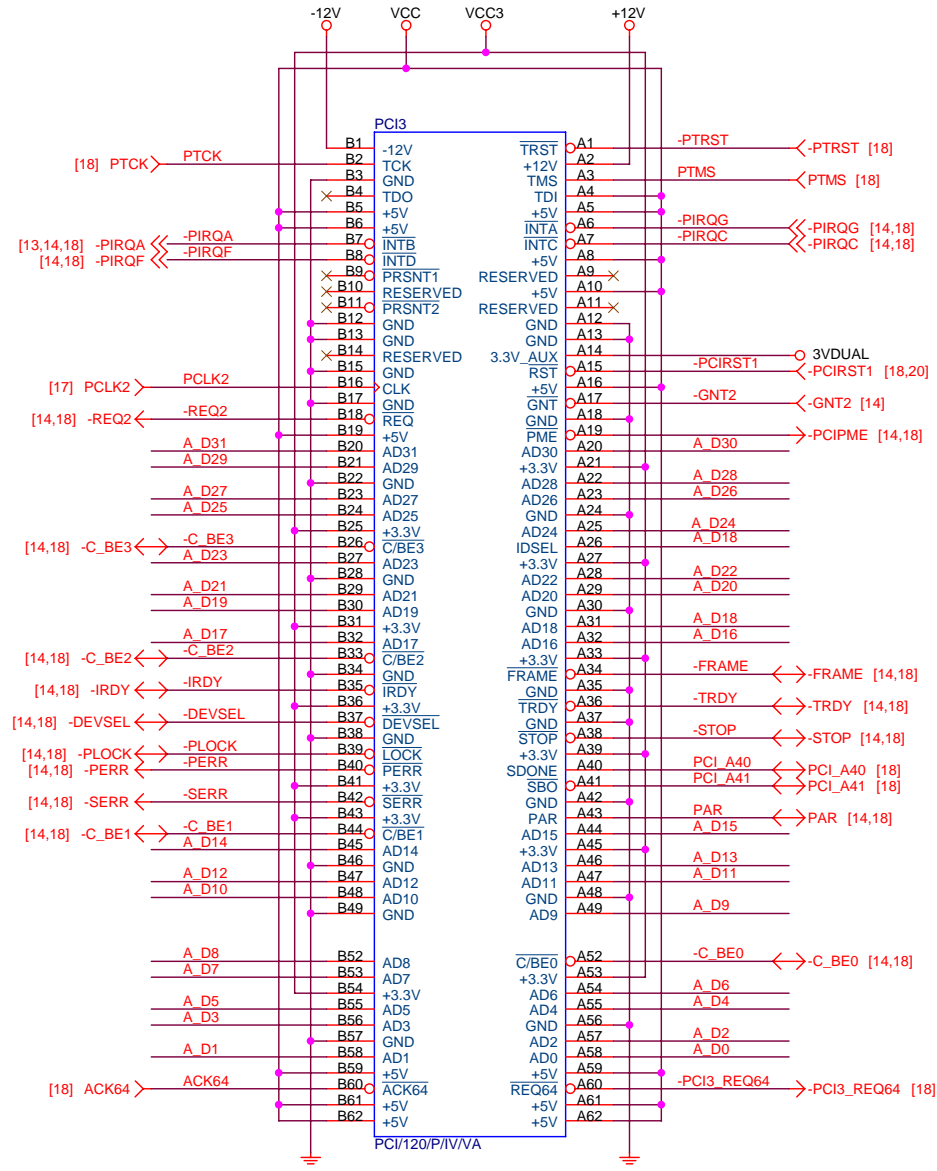 -12V VCC VCC3 +12V
PCI3
B1 -12V TRST A1 -PTRST -PTRST [18]
[18] PTCK PTCK B2 TCK +12V A2
B3 GND TMS A3 PTMS PTMS [18]
B4 TDO TDI A4
B5 +5V +5V A5
B6 +5V INTA A6 -PIRQG -PIRQG [14,18]
[13,14,18] -PIRQA -PIRQA B7 INTB INTC A7 -PIRQC -PIRQC [14,18]
[14,18] -PIRQF -PIRQF B8 INTD +5V A8
B9 PRSNT1 RESERVED A9
B10 RESERVED +5V A10
B11 PRSNT2 RESERVED A11
B12 GND GND A12
B13 GND GND A13
B14 RESERVED 3.3V_AUX A14 3VDUAL
B15 GND RST A15 -PCIRST1 -PCIRST1 [18,20]
[17] PCLK2 PCLK2 B16 CLK +5V A16
B17 GND GNT A17 -GNT2 -GNT2 [14]
[14,18] -REQ2 -REQ2 B18 REQ GND A18
B19 +5V PME A19 -PCIPME [14,18]
A_D31 B20 AD31 AD30 A20 A_D30
A_D29 B21 AD29 +3.3V A21
B22 GND AD28 A22 A_D28
A_D27 B23 AD27 AD26 A23 A_D26
A_D25 B24 AD25 GND A24
B25 +3.3V AD24 A25 A_D24
[14,18] -C_BE3 -C_BE3 B26 C/BE3 IDSEL A26 A_D18
A_D23 B27 AD23 +3.3V A27
B28 GND AD22 A28 A_D22
A_D21 B29 AD21 AD20 A29 A_D20
A_D19 B30 AD19 GND A30
B31 +3.3V AD18 A31 A_D18
A_D17 B32 AD17 AD16 A32 A_D16
[14,18] -C_BE2 -C_BE2 B33 C/BE2 +3.3V A33
B34 GND FRAME A34 -FRAME -FRAME [14,18]
[14,18] -IRDY -IRDY B35 IRDY GND A35
B36 +3.3V TRDY A36 -TRDY -TRDY [14,18]
[14,18] -DEVSEL -DEVSEL B37 DEVSEL GND A37
B38 GND STOP A38 -STOP -STOP [14,18]
[14,18] -PLOCK -PLOCK B39 LOCK +3.3V A39
[14,18] -PERR -PERR B40 PERR SDONE A40 PCI_A40 PCI_A40 [18]
B41 +3.3V SBO A41 PCI_A41 PCI_A41 [18]
[14,18] -SERR -SERR B42 SERR GND A42
B43 +3.3V PAR A43 PAR PAR [14,18]
[14,18] -C_BE1 -C_BE1 B44 C/BE1 AD15 A44 A_D15
A_D14 B45 AD14 +3.3V A45
B46 GND AD13 A46 A_D13
A_D12 B47 AD12 AD11 A47 A_D11
A_D10 B48 AD10 GND A48
B49 GND AD9 A49 A_D9
A_D8 B52 AD8 C/BE0 A52 -C_BE0 -C_BE0 [14,18]
A_D7 B53 AD7 +3.3V A53
B54 +3.3V AD6 A54 A_D6
A_D5 B55 AD5 AD4 A55 A_D4
A_D3 B56 AD3 GND A56
B57 GND AD2 A57 A_D2
A_D1 B58 AD1 AD0 A58 A_D0
B59 +5V +5V A59
[18] ACK64 ACK64 B60 ACK64 REQ64 A60 -PCI3_REQ64 -PCI3_REQ64 [18]
B61 +5V +5V A61
B62 +5V +5V A62
PCI/120/P/IV/VA